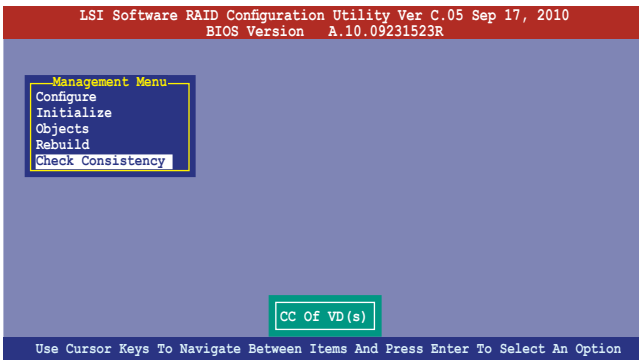 LSI Software RAID Configuration Utility Ver C.05 Sep 17, 2010
BIOS Version A.10.09231523R
Management Menu
Configure
Initialize
Objects
Rebuild
Check Consistency
CC Of VD(s)
Use Cursor Keys To Navigate Between Items And Press Enter To Select An Option